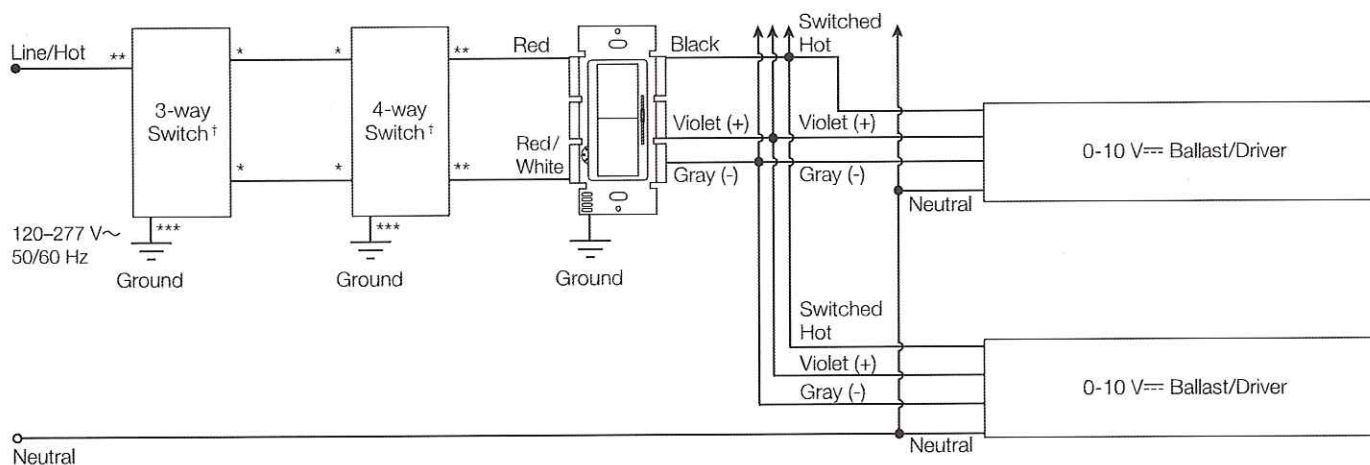 Line/Hot
**
3-way
Switch†
*
*
*
*
***
4-way
Switch†
**
**
***
120–277 V~
50/60 Hz
Ground
Ground
Ground
Red
Red/
White
Black
Violet (+)
Gray (-)
Switched
Hot
Violet (+)
Gray (-)
Neutral
0-10 V⎓ Ballast/Driver
Switched
Hot
Violet (+)
Gray (-)
Neutral
0-10 V⎓ Ballast/Driver
Neutral